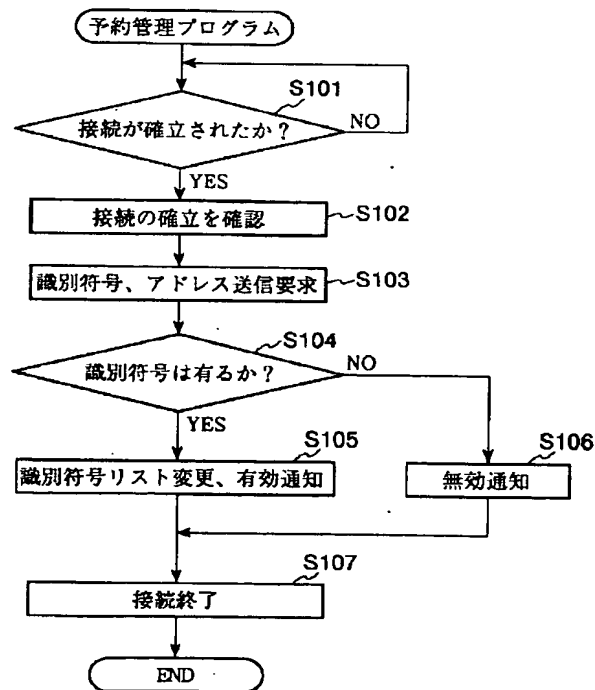 予約管理プログラム
S101
接続が確立されたか？
NO
YES
接続の確立を確認
S102
識別符号、アドレス送信要求
S103
S104
識別符号は有るか？
NO
YES
S105
識別符号リスト変更、有効通知
S106
無効通知
S107
接続終了
END